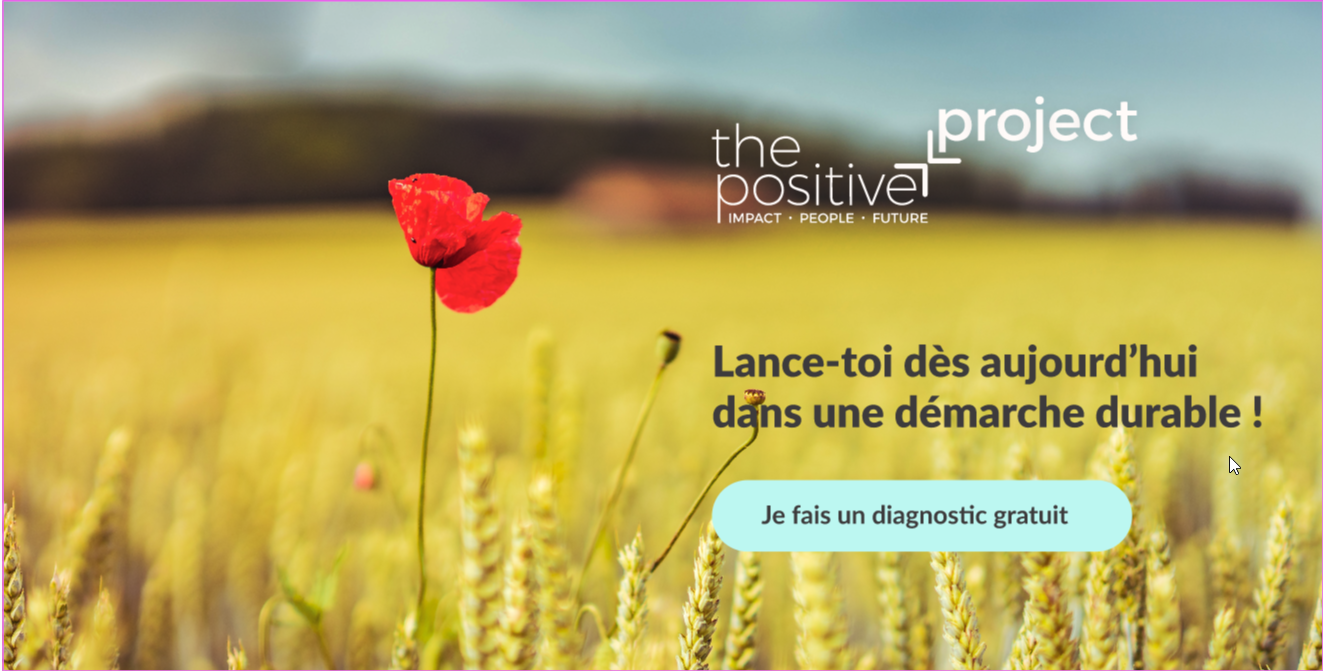 the
positive project
IMPACT · PEOPLE · FUTURE
Lance-toi dès aujourd’hui
dans une démarche durable !
Je fais un diagnostic gratuit